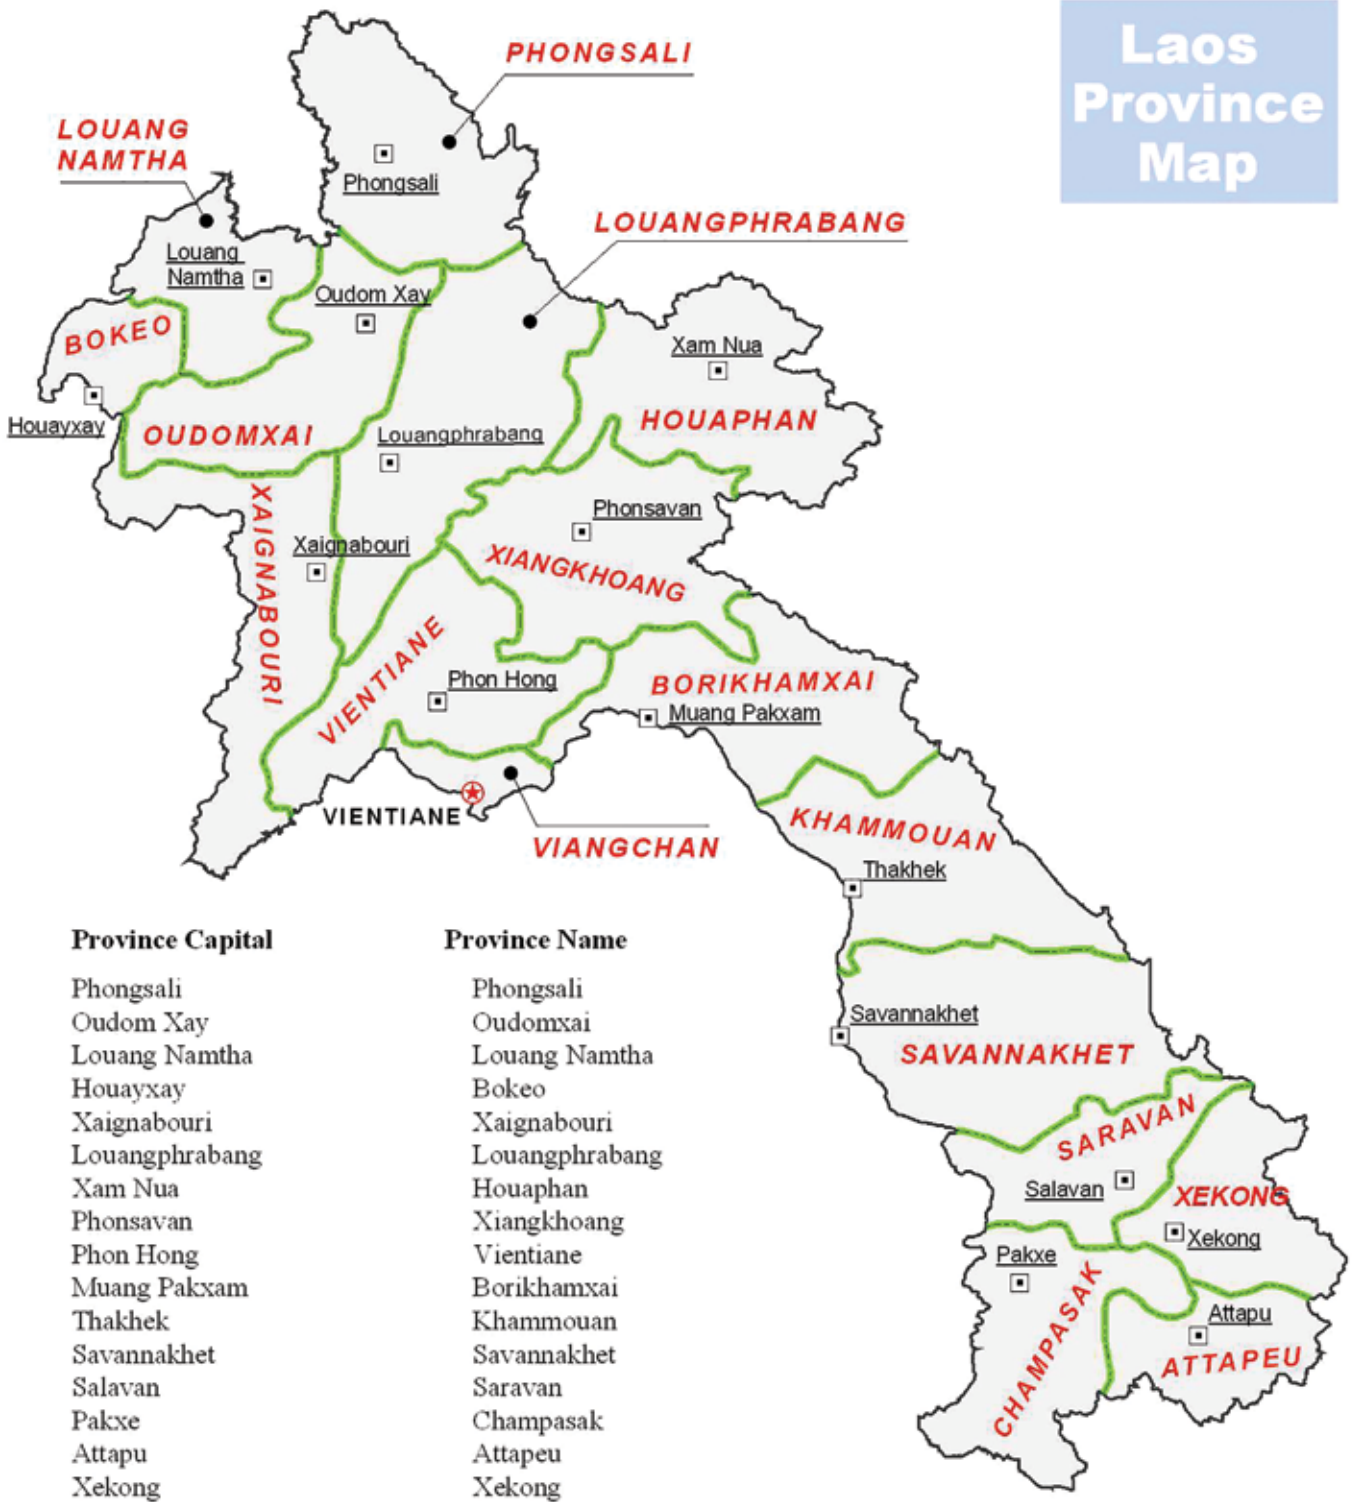 Laos
Province
Map
PHONGSALI
LOUANG
NAMTHA
Phongsali
LOUANGPHRABANG
Louang
Namtha
Oudom Xay
BOKEO
Xam Nua
Houayxay
HOUAPHAN
OUDOMXAI
Louangphrabang
XAIGNABOURI
Phonsavan
Xaignabouri
XIANGKHOANG
VIENTIANE
Phon Hong
BORIKHAMXAI
Muang Pakxam
VIENTIANE
VIANGCHAN
KHAMMOUAN
Thakhek
Savannakhet
SAVANNAKHET
SARAVAN
Salavan
XEKONG
Xekong
Pakxe
CHAMPASAK
Attapu
ATTAPEU
Province Capital Province Name
Phongsali Phongsali
Oudom Xay Oudomxai
Louang Namtha Louang Namtha
Houayxay Bokeo
Xaignabouri Xaignabouri
Louangphrabang Louangphrabang
Xam Nua Houaphan
Phonsavan Xiangkhoang
Phon Hong Vientiane
Muang Pakxam Borikhamxai
Thakhek Khammouan
Savannakhet Savannakhet
Salavan Saravan
Pakxe Champasak
Attapu Attapeu
Xekong Xekong